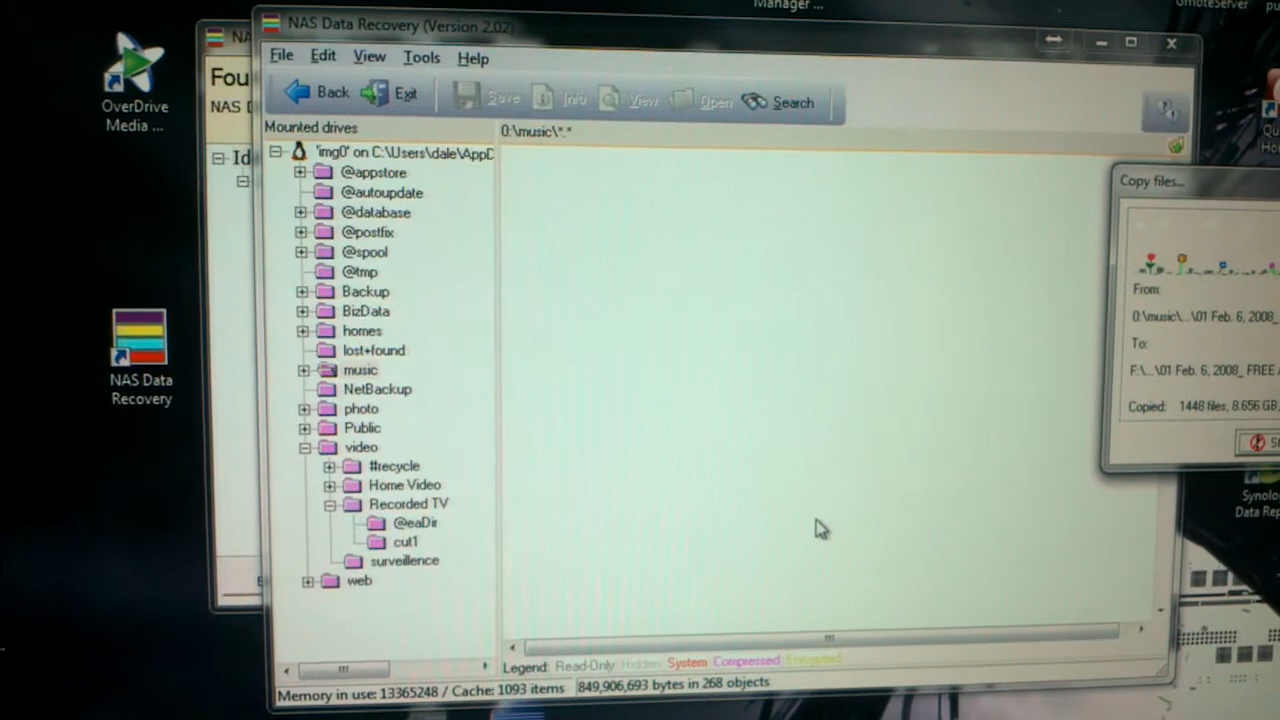 Manager ...
GmoteServer
OverDrive
Media ...
NAS Data
Recovery
NAS Data Recovery (Version 2.02)
File Edit View Tools Help
Back Exit Save Info View Open Search
Mounted drives
0:\music\*.*
'img0' on C:\Users\dale\AppD
@appstore
@autoupdate
@database
@postfix
@spool
@tmp
Backup
BizData
homes
lost+found
music
NetBackup
photo
Public
video
#recycle
Home Video
Recorded TV
@eaDir
cut1
surveillence
web
Legend: Read-Only Hidden System Compressed Encrypted
Memory in use: 13365248 / Cache: 1093 items 849,906,693 bytes in 268 objects
Fou
NAS D
Id
Copy files...
From:
0:\music\...\01 Feb. 6, 2008_
To:
F:\...\01 Feb. 6, 2008_ FREE
Copied: 1448 files, 8.656 GB,
Synolo
Data Rep